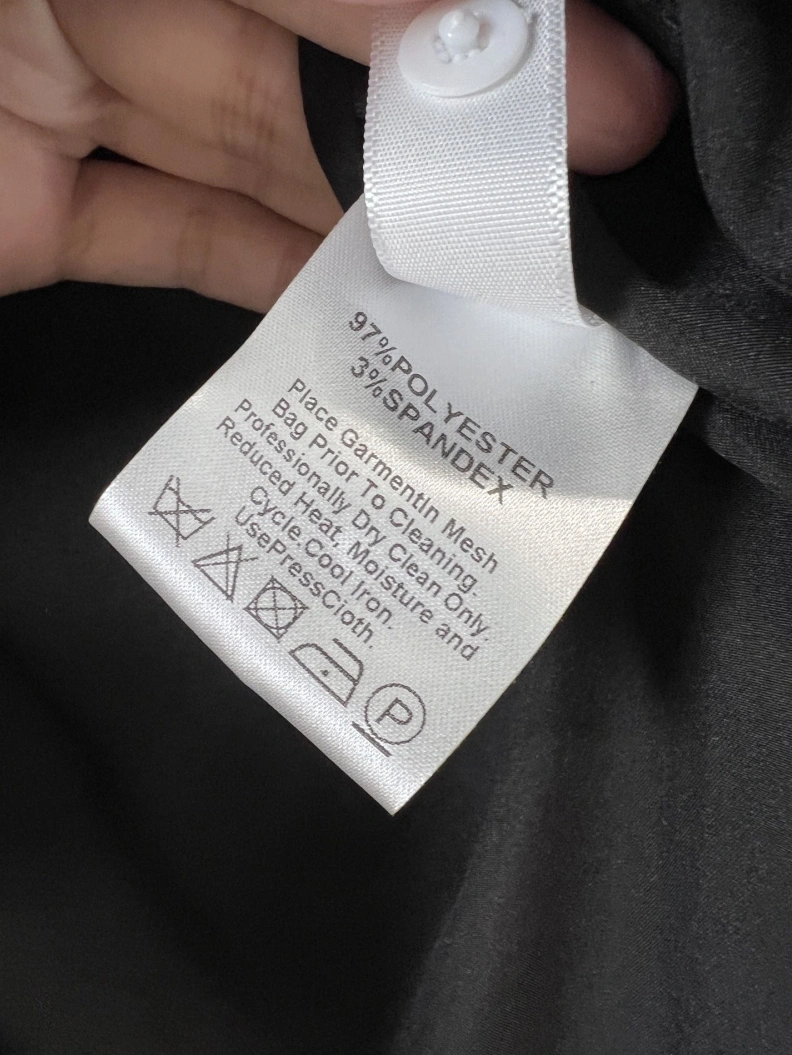 97%POLYESTER
3%SPANDEX
Place GarmentIn Mesh
Bag Prior To Cleaning.
Professionally Dry Clean Only.
Reduced Heat, Moisture and
Cycle.Cool Iron.
UsePressCloth.
P